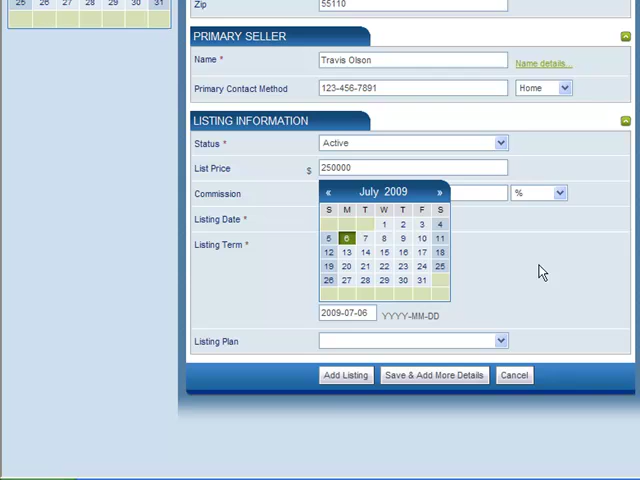 25 26 27 28 29 30 31
Zip 55110
PRIMARY SELLER
Name * Travis Olson Name details...
Primary Contact Method 123-456-7891 Home
LISTING INFORMATION
Status * Active
List Price $ 250000
Commission %
« July 2009 »
S M T W T F S
Listing Date *
1 2 3 4
5 6 7 8 9 10 11
Listing Term *
12 13 14 15 16 17 18
19 20 21 22 23 24 25
26 27 28 29 30 31
2009-07-06 YYYY-MM-DD
Listing Plan
Add Listing Save & Add More Details Cancel